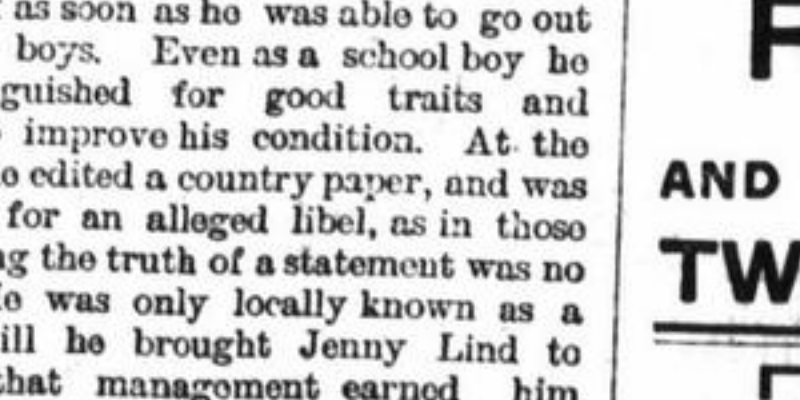 as soon as he was able to go out
boys. Even as a school boy he
guished for good traits and
improve his condition. At the
edited a country paper, and was
for an alleged libel, as in those
ng the truth of a statement was no
was only locally known as a
ill he brought Jenny Lind to
that management earned him
AND
TW